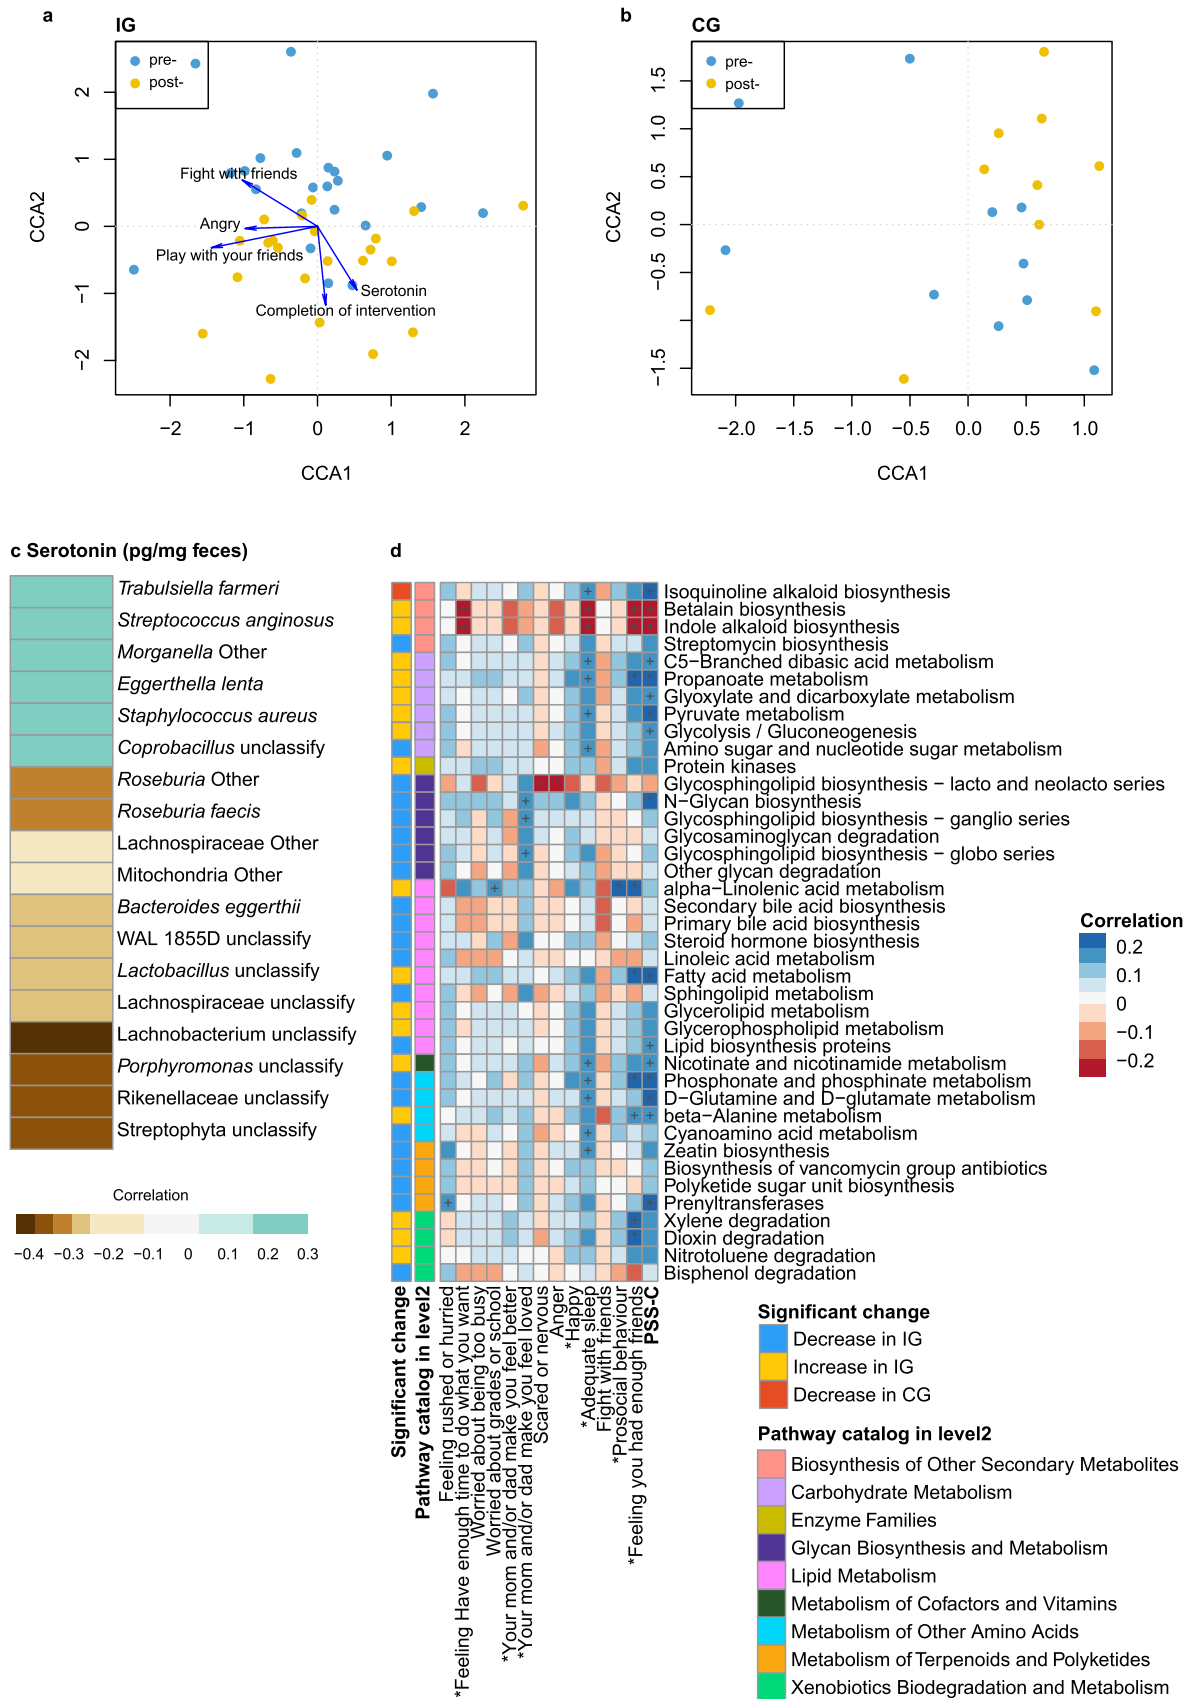 a
IG
pre-
post-
2
1
0
−1
−2
CCA2
Fight with friends
Angry
Play with your friends
Serotonin
Completion of intervention
−2
−1
0
1
2
CCA1
b
CG
pre-
post-
1.5
1.0
0.5
0.0
−0.5
−1.5
CCA2
−2.0
−1.5
−1.0
−0.5
0.0
0.5
1.0
CCA1
c Serotonin (pg/mg feces)
Trabulsiella farmeri
Streptococcus anginosus
Morganella Other
Eggerthella lenta
Staphylococcus aureus
Coprobacillus unclassify
Roseburia Other
Roseburia faecis
Lachnospiraceae Other
Mitochondria Other
Bacteroides eggerthii
WAL 1855D unclassify
Lactobacillus unclassify
Lachnospiraceae unclassify
Lachnobacterium unclassify
Porphyromonas unclassify
Rikenellaceae unclassify
Streptophyta unclassify
Correlation
−0.4 −0.3 −0.2 −0.1 0 0.1 0.2 0.3
d
Isoquinoline alkaloid biosynthesis
Betalain biosynthesis
Indole alkaloid biosynthesis
Streptomycin biosynthesis
C5−Branched dibasic acid metabolism
Propanoate metabolism
Glyoxylate and dicarboxylate metabolism
Pyruvate metabolism
Glycolysis / Gluconeogenesis
Amino sugar and nucleotide sugar metabolism
Protein kinases
Glycosphingolipid biosynthesis − lacto and neolacto series
N−Glycan biosynthesis
Glycosphingolipid biosynthesis − ganglio series
Glycosaminoglycan degradation
Glycosphingolipid biosynthesis − globo series
Other glycan degradation
alpha−Linolenic acid metabolism
Secondary bile acid biosynthesis
Primary bile acid biosynthesis
Steroid hormone biosynthesis
Linoleic acid metabolism
Fatty acid metabolism
Sphingolipid metabolism
Glycerolipid metabolism
Glycerophospholipid metabolism
Lipid biosynthesis proteins
Nicotinate and nicotinamide metabolism
Phosphonate and phosphinate metabolism
D−Glutamine and D−glutamate metabolism
beta−Alanine metabolism
Cyanoamino acid metabolism
Zeatin biosynthesis
Biosynthesis of vancomycin group antibiotics
Polyketide sugar unit biosynthesis
Prenyltransferases
Xylene degradation
Dioxin degradation
Nitrotoluene degradation
Bisphenol degradation
Significant change
Pathway catalog in level2
Feeling rushed or hurried
*Feeling Have enough time to do what you want
Worried about being too busy
Worried about grades or school
*Your mom and/or dad make you feel better
*Your mom and/or dad make you feel loved
Scared or nervous
Anger
*Happy
*Adequate sleep
Fight with friends
*Prosocial behaviour
*Feeling you had enough friends
PSS-C
Correlation
0.2
0.1
0
−0.1
−0.2
Significant change
Decrease in IG
Increase in IG
Decrease in CG
Pathway catalog in level2
Biosynthesis of Other Secondary Metabolites
Carbohydrate Metabolism
Enzyme Families
Glycan Biosynthesis and Metabolism
Lipid Metabolism
Metabolism of Cofactors and Vitamins
Metabolism of Other Amino Acids
Metabolism of Terpenoids and Polyketides
Xenobiotics Biodegradation and Metabolism